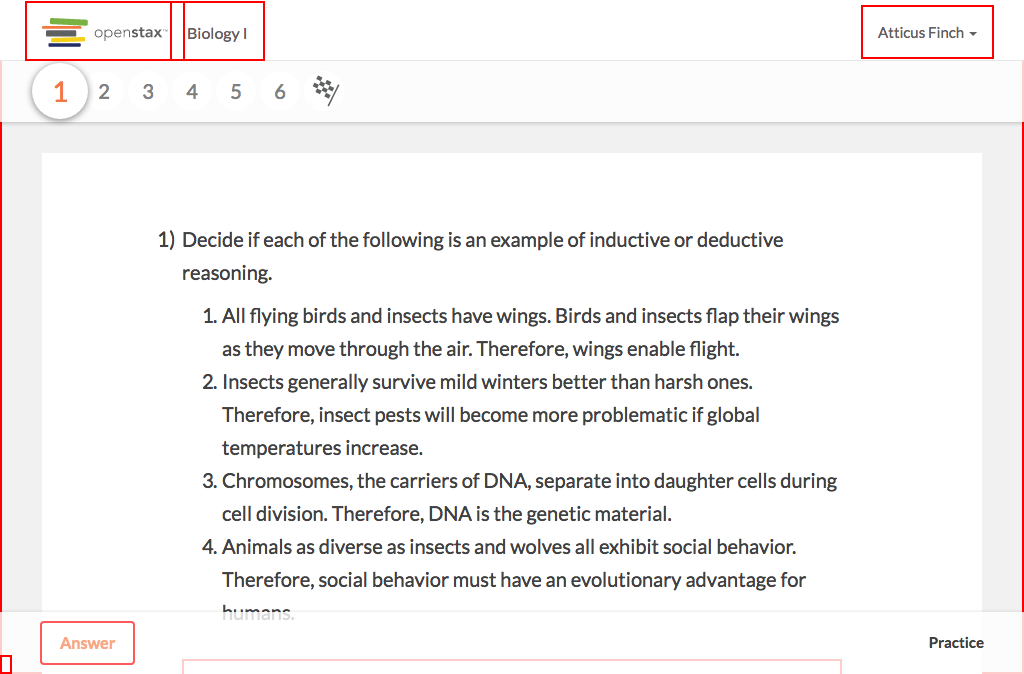 openstax™
Biology I
Atticus Finch
1 2 3 4 5 6
1) Decide if each of the following is an example of inductive or deductive
reasoning.
1. All flying birds and insects have wings. Birds and insects flap their wings
as they move through the air. Therefore, wings enable flight.
2. Insects generally survive mild winters better than harsh ones.
Therefore, insect pests will become more problematic if global
temperatures increase.
3. Chromosomes, the carriers of DNA, separate into daughter cells during
cell division. Therefore, DNA is the genetic material.
4. Animals as diverse as insects and wolves all exhibit social behavior.
Therefore, social behavior must have an evolutionary advantage for
humans.
Answer
Practice